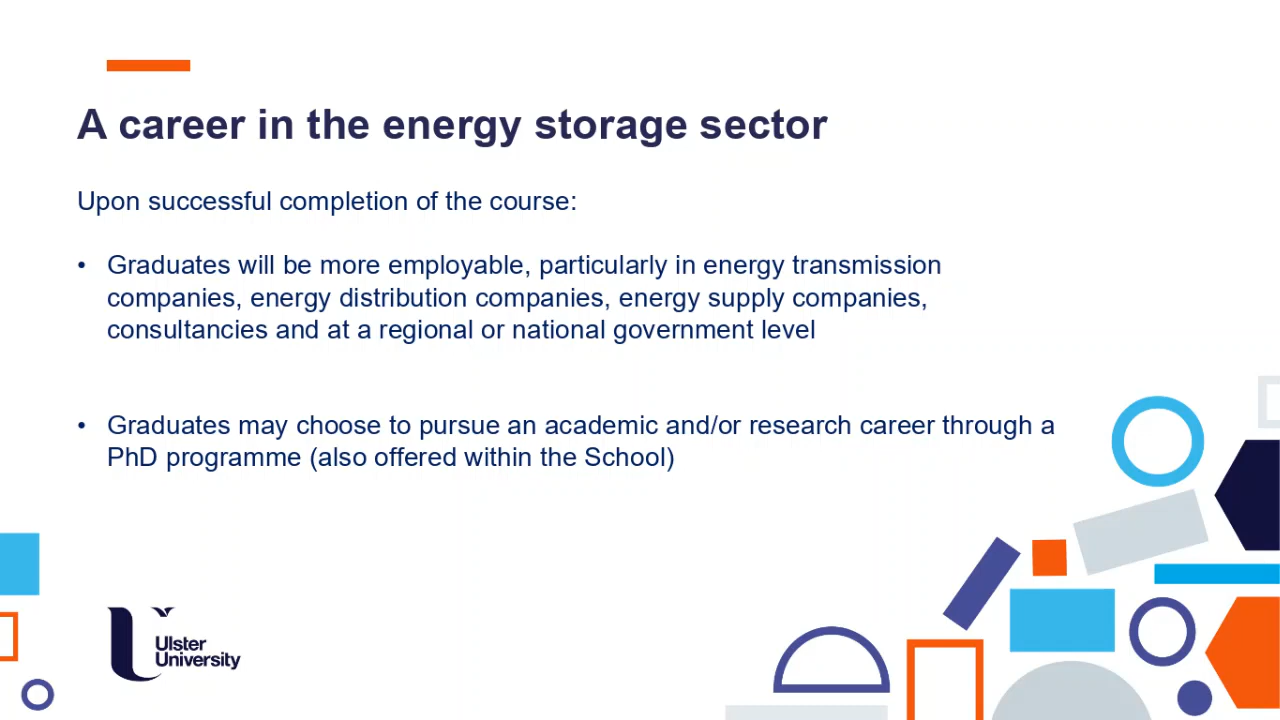 A career in the energy storage sector
Upon successful completion of the course:
• Graduates will be more employable, particularly in energy transmission
companies, energy distribution companies, energy supply companies,
consultancies and at a regional or national government level
• Graduates may choose to pursue an academic and/or research career through a
PhD programme (also offered within the School)
Ulster
University